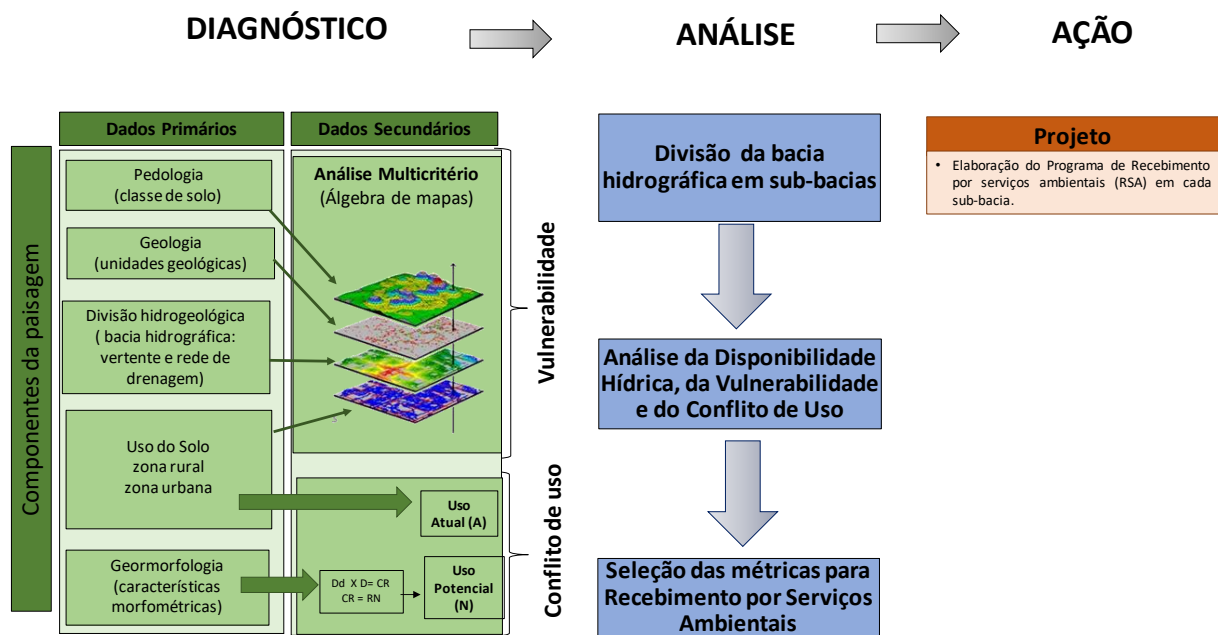 DIAGNÓSTICO
ANÁLISE
AÇÃO
Componentes da paisagem
Dados Primários
Pedologia
(classe de solo)
Geologia
(unidades geológicas)
Divisão hidrogeológica
( bacia hidrográfica:
vertente e rede de
drenagem)
Uso do Solo
zona rural
zona urbana
Geormorfologia
(características
morfométricas)
Dados Secundários
Análise Multicritério
(Álgebra de mapas)
Uso
Atual (A)
Dd X D= CR
CR = RN
Uso
Potencial
(N)
Vulnerabilidade
Conflito de uso
Divisão da bacia
hidrográfica em sub-bacias
Análise da Disponibilidade
Hídrica, da Vulnerabilidade
e do Conflito de Uso
Seleção das métricas para
Recebimento por Serviços
Ambientais
Projeto
• Elaboração do Programa de Recebimento
por serviços ambientais (RSA) em cada
sub-bacia.